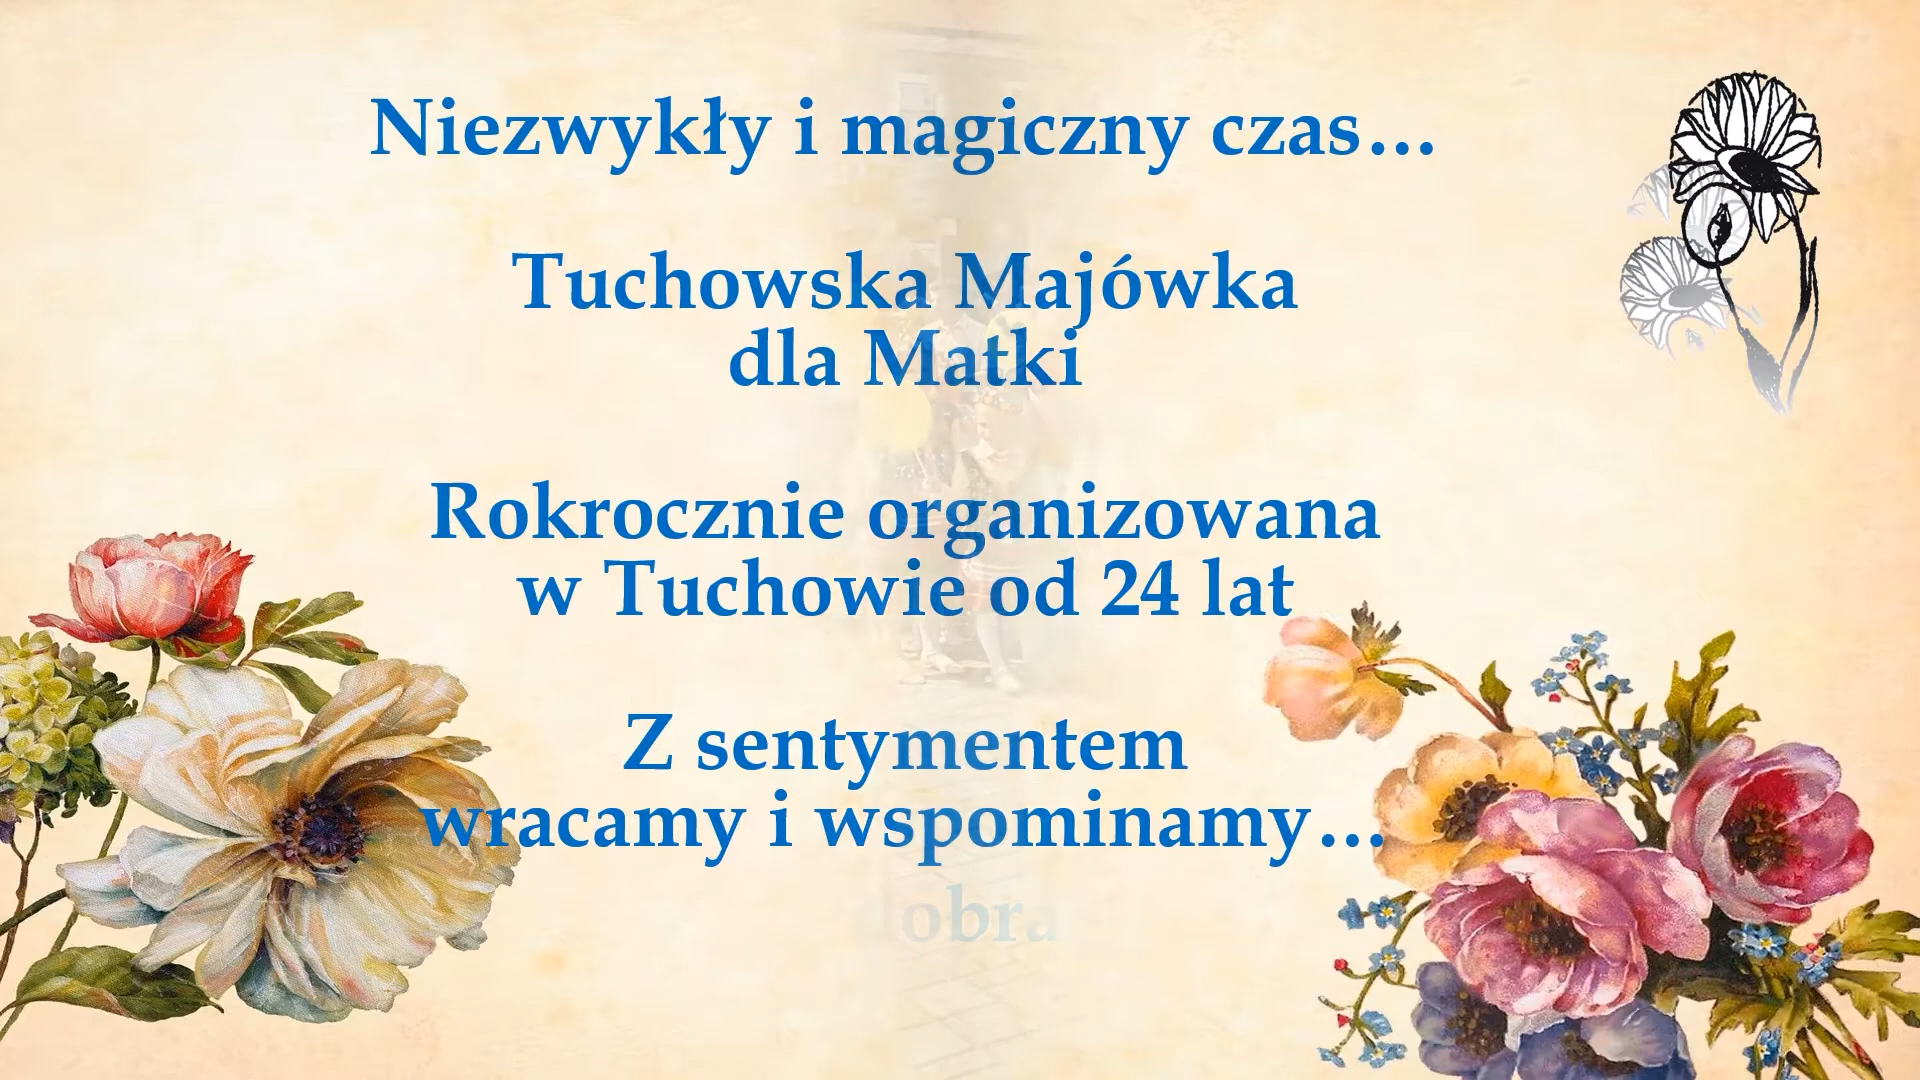 Niezwykły i magiczny czas…
Tuchowska Majówka
dla Matki
Rokrocznie organizowana
w Tuchowie od 24 lat
Z sentymentem
wracamy i wspominamy…